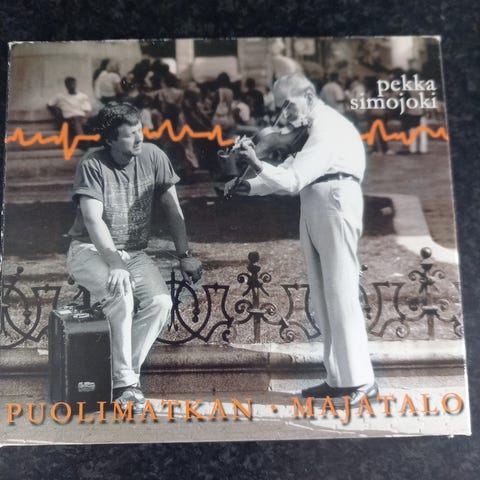 pekka
simojoki
PUOLIMATKAN · MAJATALO